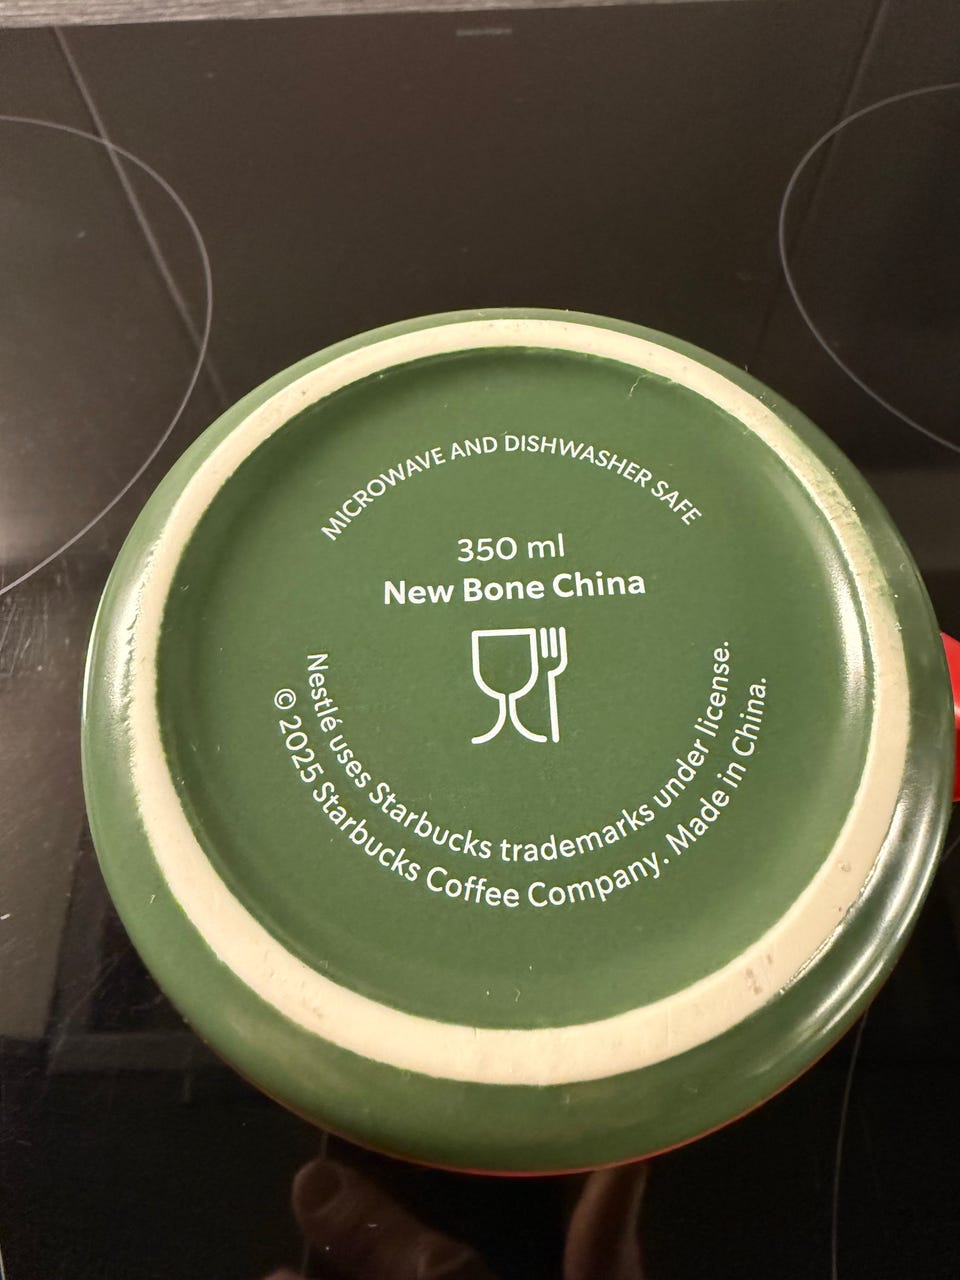 MICROWAVE AND DISHWASHER SAFE
350 ml
New Bone China
Nestlé uses Starbucks trademarks under license.
© 2025 Starbucks Coffee Company. Made in China.